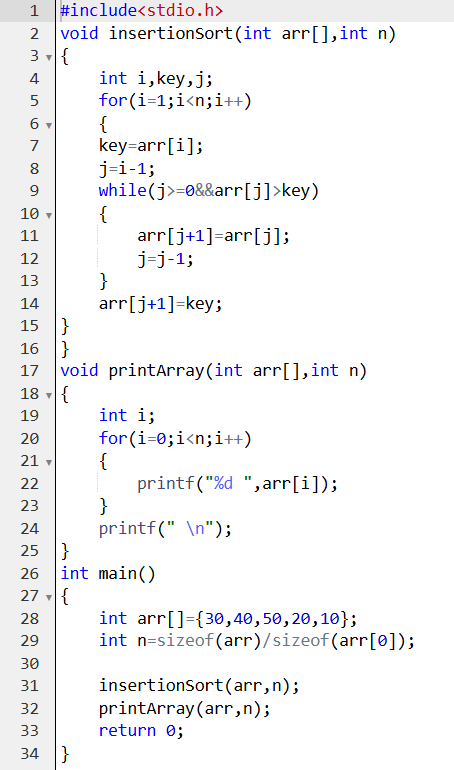 1 #include<stdio.h>
2 void insertionSort(int arr[],int n)
3 {
4     int i,key,j;
5     for(i=1;i<n;i++)
6     {
7     key=arr[i];
8     j=i-1;
9     while(j>=0&&arr[j]>key)
10     {
11         arr[j+1]=arr[j];
12         j=j-1;
13     }
14     arr[j+1]=key;
15 }
16 }
17 void printArray(int arr[],int n)
18 {
19     int i;
20     for(i=0;i<n;i++)
21     {
22         printf("%d ",arr[i]);
23     }
24     printf(" \n");
25 }
26 int main()
27 {
28     int arr[]={30,40,50,20,10};
29     int n=sizeof(arr)/sizeof(arr[0]);
30
31     insertionSort(arr,n);
32     printArray(arr,n);
33     return 0;
34 }